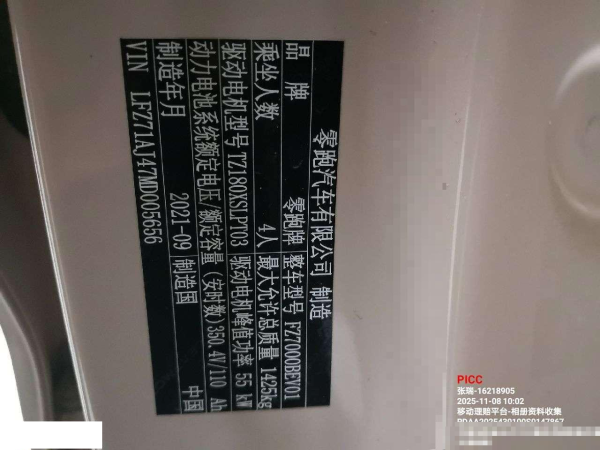 零跑汽车有限公司 制造
品牌 零跑牌 整车型号 FZ7000BEV01
乘坐人数 4人 最大允许总质量 1425kg
驱动电机型号 TZ180XSLPT03 驱动电机峰值功率 55 kW
动力电池系统额定电压/额定容量（安时数）350.4V/110 Ah
制造年月 2021-09 制造国 中国
VIN LFZ71AJ47MD005656
PICC
张瑞-16218905
2025-11-08 10:02
移动理赔平台-相册资料收集